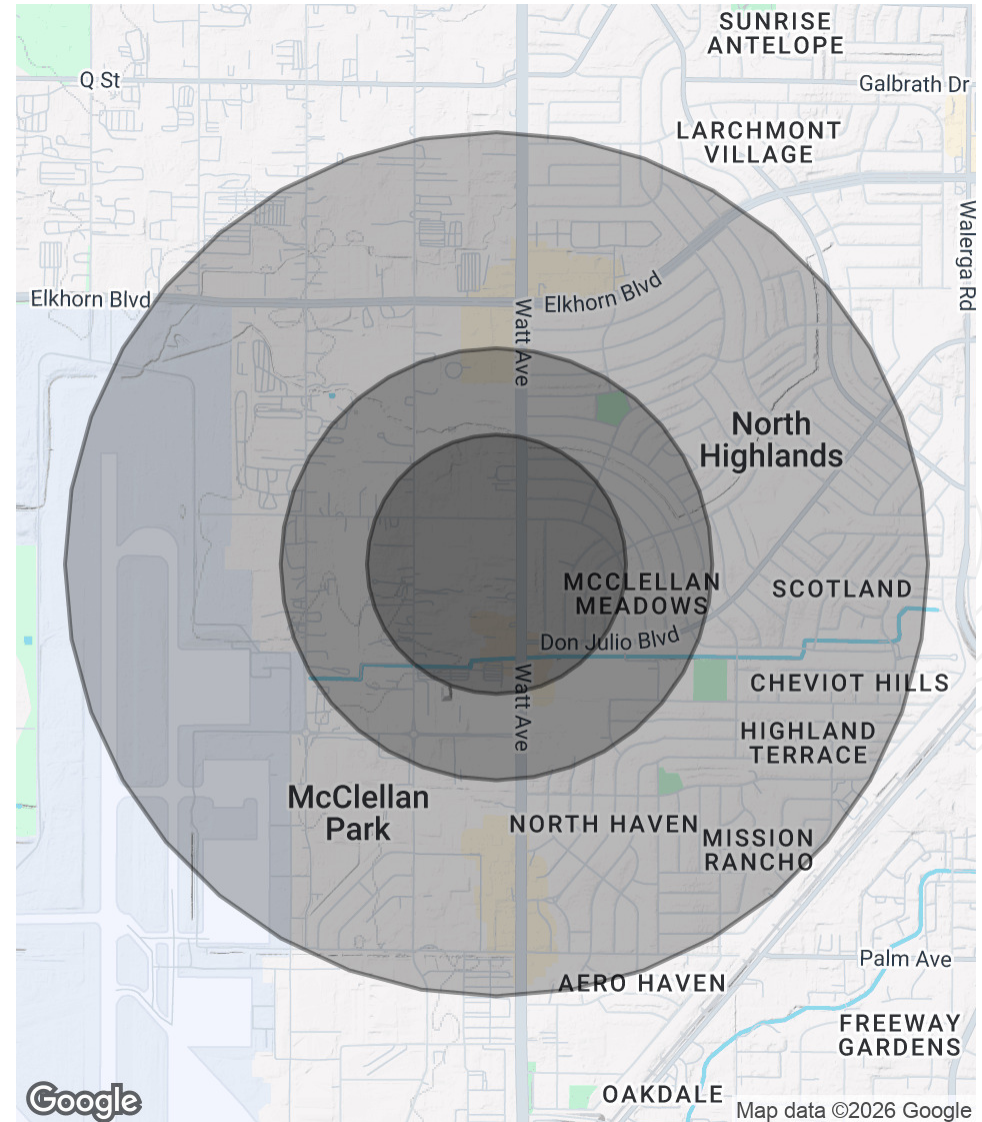 SUNRISE
ANTELOPE
Q St
Galbrath Dr
LARCHMONT
VILLAGE
Walerga Rd
Elkhorn Blvd
Elkhorn Blvd
Watt Ave
North
Highlands
MCCLELLAN
MEADOWS
SCOTLAND
Don Julio Blvd
Watt Ave
CHEVIOT HILLS
HIGHLAND
TERRACE
McClellan
Park
NORTH HAVEN
MISSION
RANCHO
Palm Ave
AERO HAVEN
FREEWAY
GARDENS
OAKDALE
Google
Map data ©2026 Google